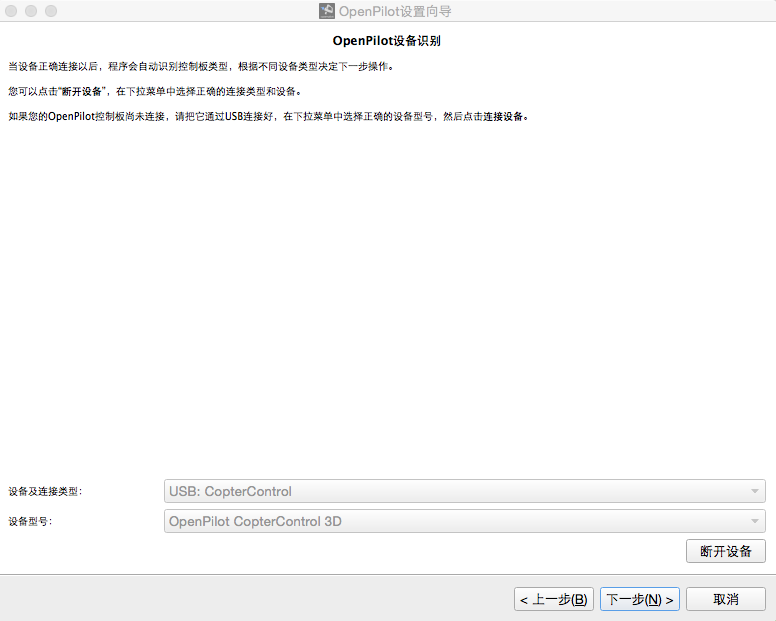 OpenPilot设置向导
OpenPilot设备识别
当设备正确连接以后，程序会自动识别控制板类型，根据不同设备类型决定下一步操作。
您可以点击“断开设备”，在下拉菜单中选择正确的连接类型和设备。
如果您的OpenPilot控制板尚未连接，请把它通过USB连接好，在下拉菜单中选择正确的设备型号，然后点击连接设备。
设备及连接类型:
USB: CopterControl
设备型号:
OpenPilot CopterControl 3D
断开设备
< 上一步(B) 下一步(N) > 取消